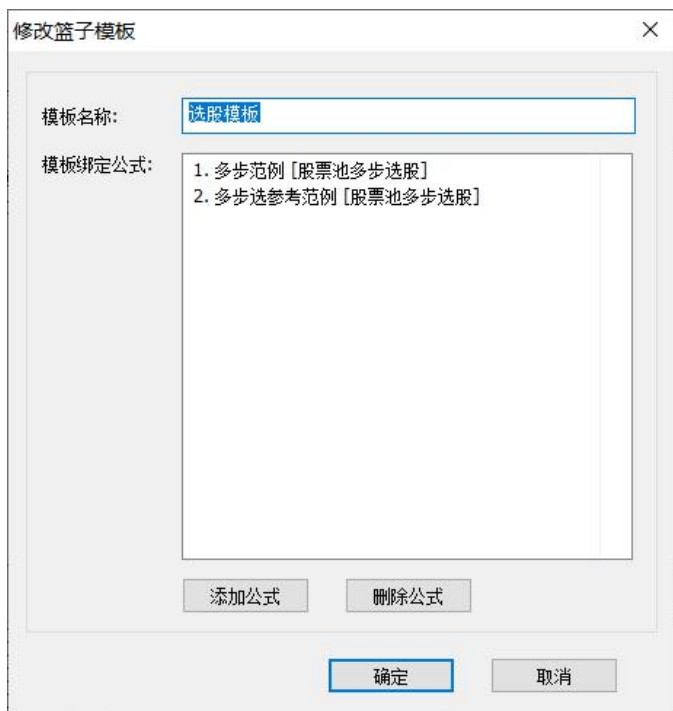 修改篮子模板
模板名称:
选股模板
模板绑定公式:
1. 多步范例 [股票池多步选股]
2. 多步选参考范例 [股票池多步选股]
添加公式
删除公式
确定
取消